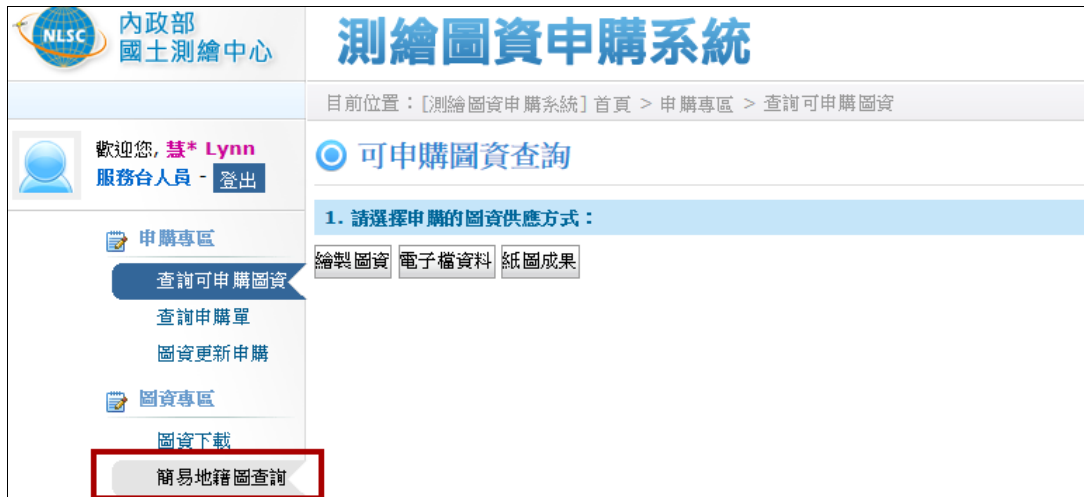 NLSC
內政部
國土測繪中心
測繪圖資申購系統
目前位置：[測繪圖資申購系統] 首頁 > 申購專區 > 查詢可申購圖資
歡迎您, 慧* Lynn
服務台人員 - 登出
可申購圖資查詢
1. 請選擇申購的圖資供應方式：
繪製圖資 電子檔資料 紙圖成果
申購專區
查詢可申購圖資
查詢申購單
圖資更新申購
圖資專區
圖資下載
簡易地籍圖查詢